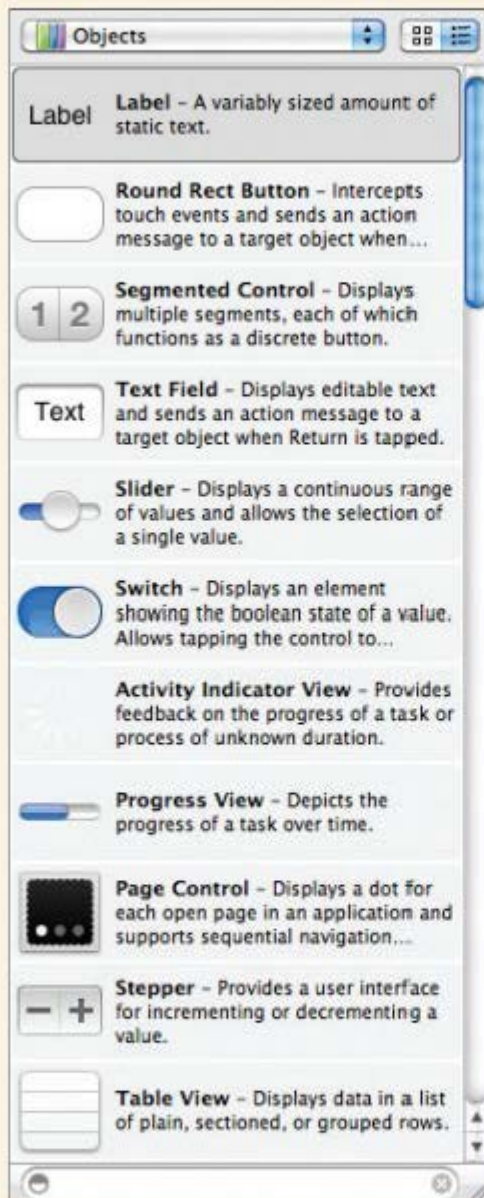 Objects
Label
Label – A variably sized amount of
static text.
Round Rect Button – Intercepts
touch events and sends an action
message to a target object when...
1 2
Segmented Control – Displays
multiple segments, each of which
functions as a discrete button.
Text
Text Field – Displays editable text
and sends an action message to a
target object when Return is tapped.
Slider – Displays a continuous range
of values and allows the selection of
a single value.
Switch – Displays an element
showing the boolean state of a value.
Allows tapping the control to...
Activity Indicator View – Provides
feedback on the progress of a task or
process of unknown duration.
Progress View – Depicts the
progress of a task over time.
Page Control – Displays a dot for
each open page in an application and
supports sequential navigation...
Stepper – Provides a user interface
for incrementing or decrementing a
value.
Table View – Displays data in a list
of plain, sectioned, or grouped rows.